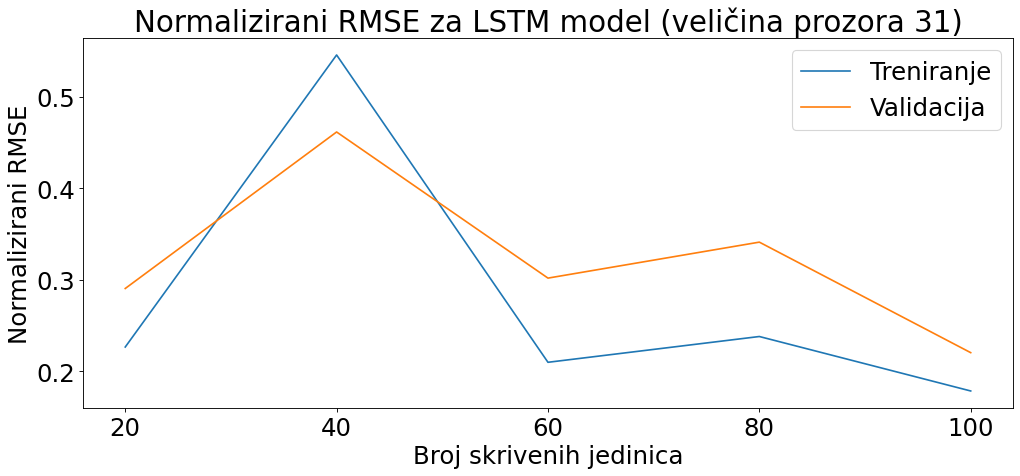 Normalizirani RMSE za LSTM model (veličina prozora 31)
Treniranje
Validacija
Normalizirani RMSE
0.5
0.4
0.3
0.2
20 40 60 80 100
Broj skrivenih jedinica